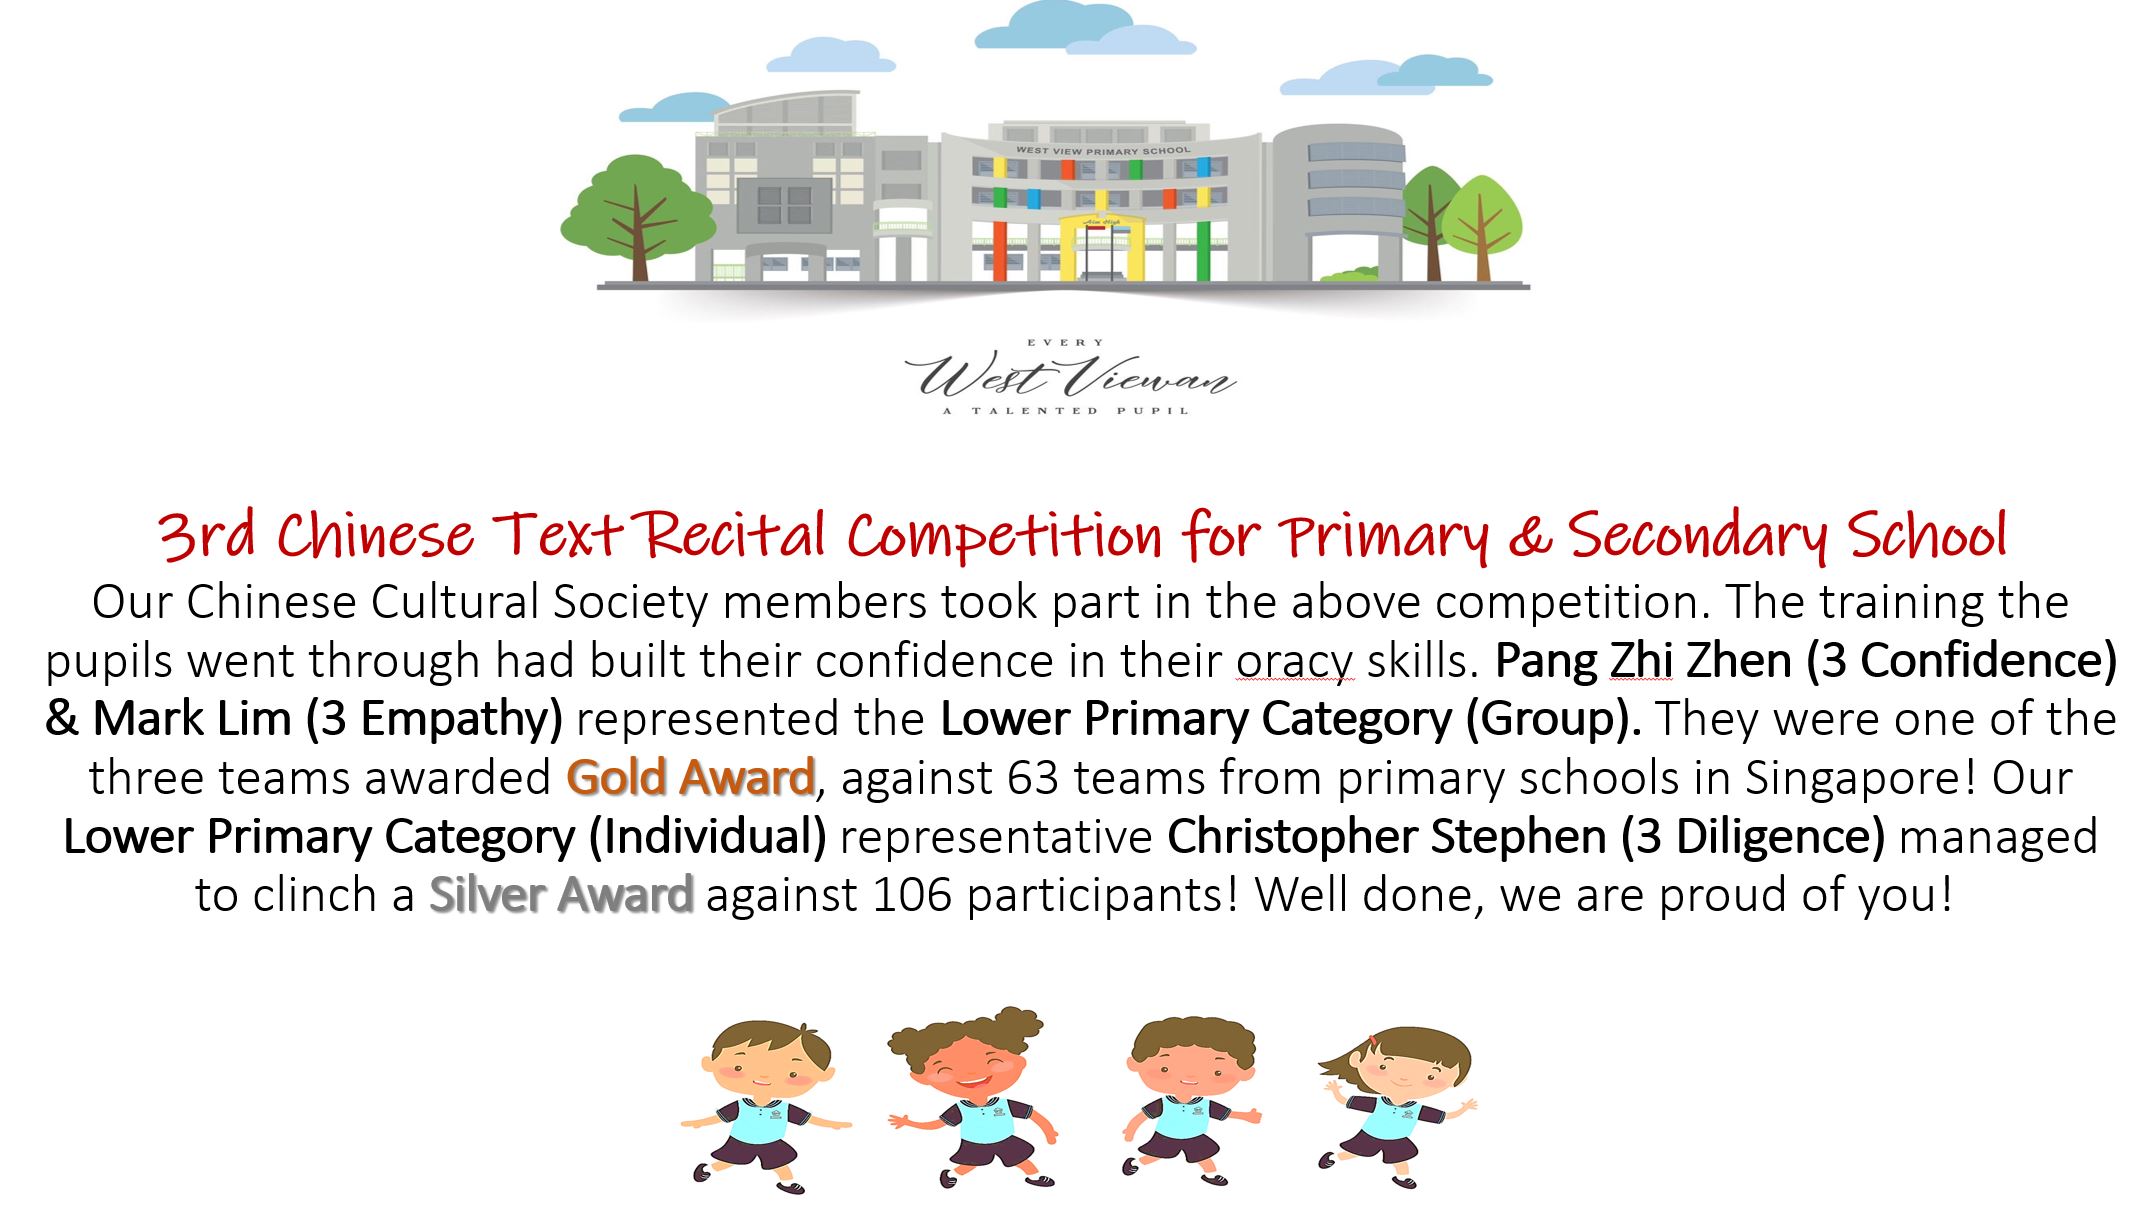 WEST VIEW PRIMARY SCHOOL
Aim High
EVERY
West Viewan
A TALENTED PUPIL
3rd Chinese Text Recital Competition for Primary & Secondary School
Our Chinese Cultural Society members took part in the above competition. The training the
pupils went through had built their confidence in their oracy skills. Pang Zhi Zhen (3 Confidence)
& Mark Lim (3 Empathy) represented the Lower Primary Category (Group). They were one of the
three teams awarded Gold Award, against 63 teams from primary schools in Singapore! Our
Lower Primary Category (Individual) representative Christopher Stephen (3 Diligence) managed
to clinch a Silver Award against 106 participants! Well done, we are proud of you!